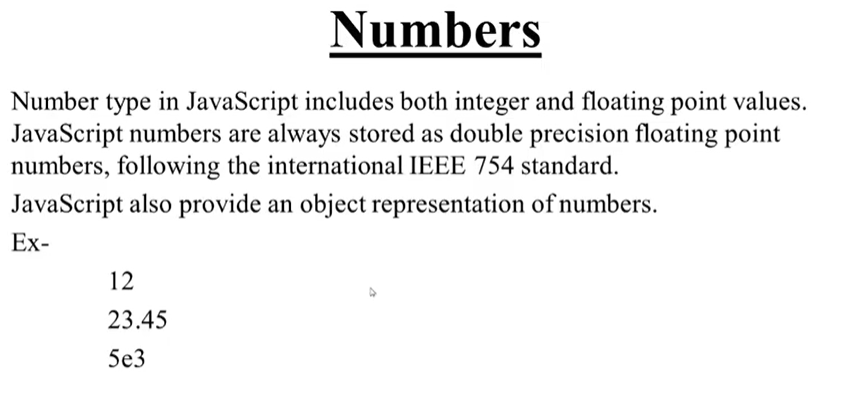 Numbers
Number type in JavaScript includes both integer and floating point values.
JavaScript numbers are always stored as double precision floating point
numbers, following the international IEEE 754 standard.
JavaScript also provide an object representation of numbers.
Ex-
12
23.45
5e3